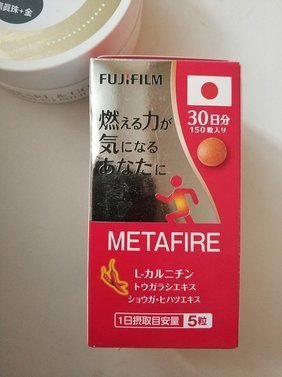 眞珠+金
FUJIFILM
燃える力が
気になる
あなたに
30日分
150粒入り
METAFIRE
L-カルニチン
トウガラシエキス
ショウガ・ヒハツエキス
1日摂取目安量 5粒